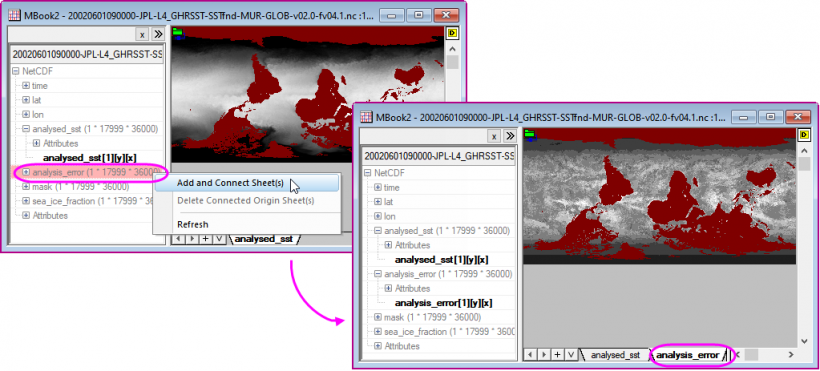 MBook2 - 20020601090000-JPL-L4_GHRSST-SSTfnd-MUR-GLOB-v02.0-fv04.1.nc :1...
x
D
20020601090000-JPL-L4_GHRSST-SS
NetCDF
time
lat
lon
analysed_sst (1 * 17999 * 36000)
Attributes
analysed_sst[1][y][x]
analysis_error (1 * 17999 * 36000)
mask (1 * 17999 * 36000)
sea_ice_fraction (1 * 17999 * 36
Attributes
Add and Connect Sheet(s)
Delete Connected Origin Sheet(s)
Refresh
analysed_sst
MBook2 - 20020601090000-JPL-L4_GHRSST-SSTfnd-MUR-GLOB-v02.0-fv04.1.nc :1...
x
D
20020601090000-JPL-L4_GHRSST-SS
NetCDF
time
lat
lon
analysed_sst (1 * 17999 * 36000)
Attributes
analysed_sst[1][y][x]
analysis_error (1 * 17999 * 36000)
Attributes
analysis_error[1][y][x]
mask (1 * 17999 * 36000)
sea_ice_fraction (1 * 17999 * 360
Attributes
analysed_sst
analysis_error